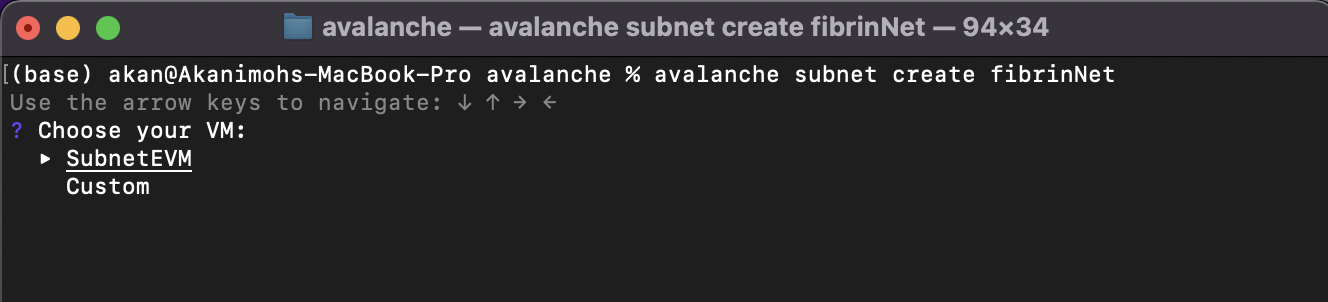 avalanche — avalanche subnet create fibrinNet — 94×34
[(base) akan@Akanimohs-MacBook-Pro avalanche % avalanche subnet create fibrinNet
Use the arrow keys to navigate: ↓ ↑ → ←
? Choose your VM:
▸ SubnetEVM
Custom